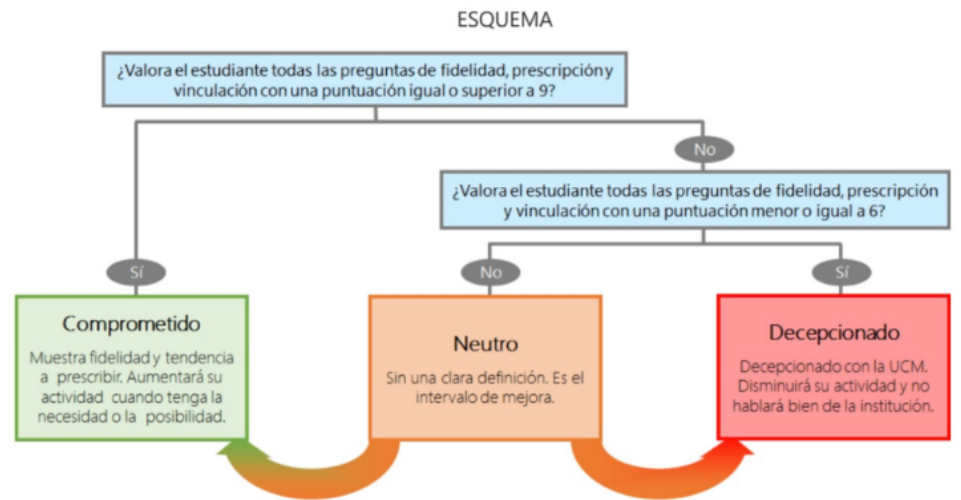 ESQUEMA
¿Valora el estudiante todas las preguntas de fidelidad, prescripción y
vinculación con una puntuación igual o superior a 9?
No
¿Valora el estudiante todas las preguntas de fidelidad, prescripción
y vinculación con una puntuación menor o igual a 6?
Sí
No
Sí
Comprometido
Muestra fidelidad y tendencia
a prescribir. Aumentará su
actividad cuando tenga la
necesidad o la posibilidad.
Neutro
Sin una clara definición. Es el
intervalo de mejora.
Decepcionado
Decepcionado con la UCM.
Disminuirá su actividad y no
hablará bien de la institución.